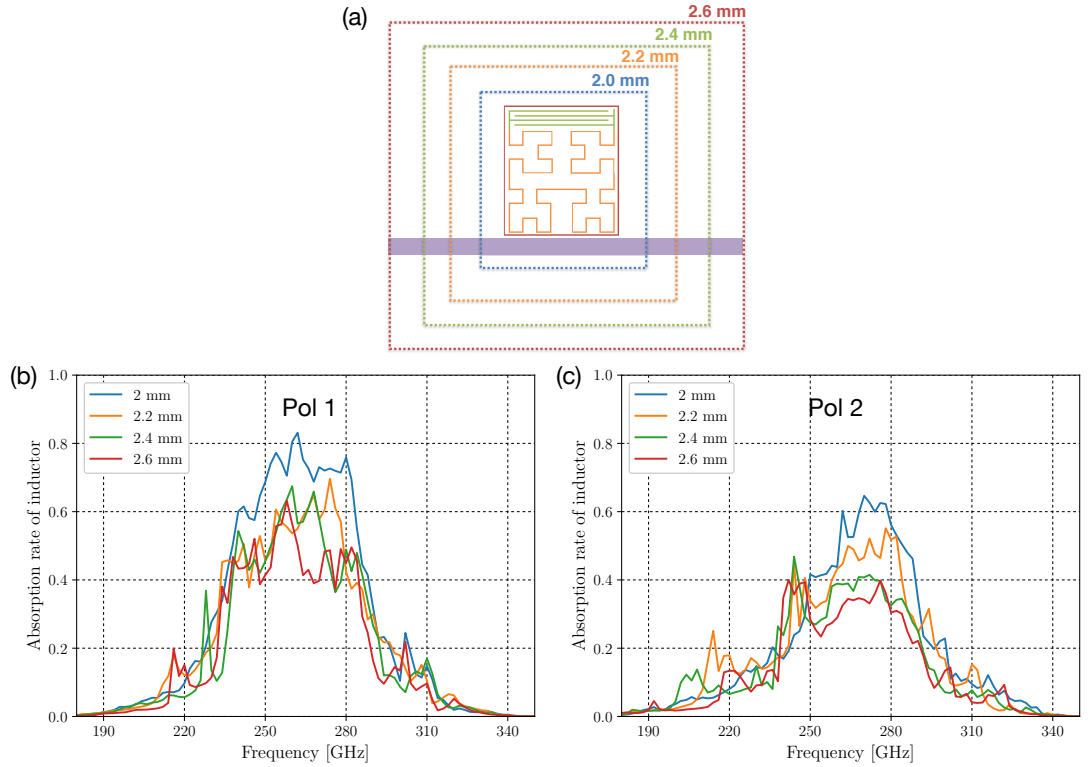 (a)
2.6 mm
2.4 mm
2.2 mm
2.0 mm
(b)
Pol 1
2 mm
2.2 mm
2.4 mm
2.6 mm
Absorption rate of inductor
1.0
0.8
0.6
0.4
0.2
0.0
190 220 250 280 310 340
Frequency [GHz]
(c)
Pol 2
2 mm
2.2 mm
2.4 mm
2.6 mm
Absorption rate of inductor
1.0
0.8
0.6
0.4
0.2
0.0
190 220 250 280 310 340
Frequency [GHz]